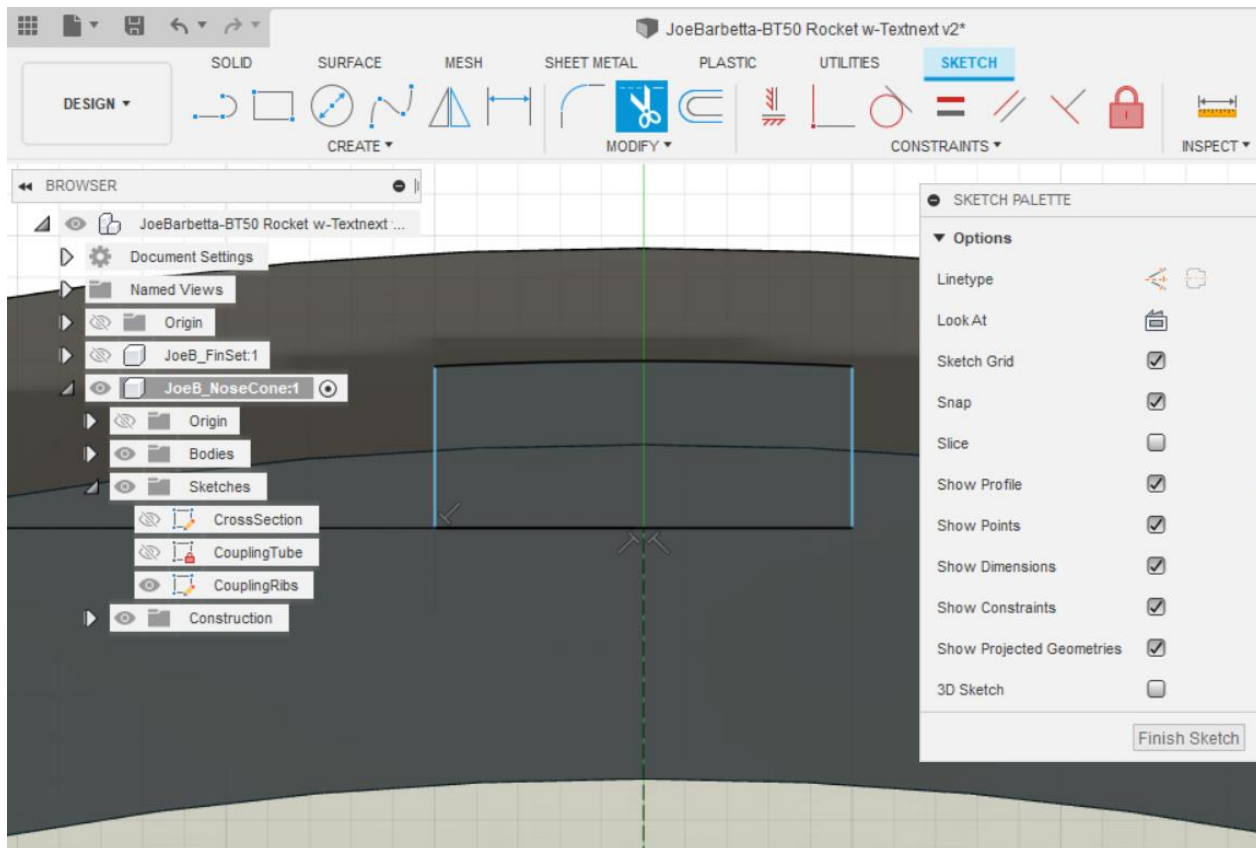 JoeBarbetta-BT50 Rocket w-Textnext v2*
SOLID SURFACE MESH SHEET METAL PLASTIC UTILITIES SKETCH
DESIGN ▾
CREATE ▾ MODIFY ▾ CONSTRAINTS ▾ INSPECT ▾
BROWSER
JoeBarbetta-BT50 Rocket w-Textnext ...
Document Settings
Named Views
Origin
JoeB_FinSet:1
JoeB_NoseCone:1
Origin
Bodies
Sketches
CrossSection
CouplingTube
CouplingRibs
Construction
SKETCH PALETTE
▼ Options
Linetype
Look At
Sketch Grid
Snap
Slice
Show Profile
Show Points
Show Dimensions
Show Constraints
Show Projected Geometries
3D Sketch
Finish Sketch